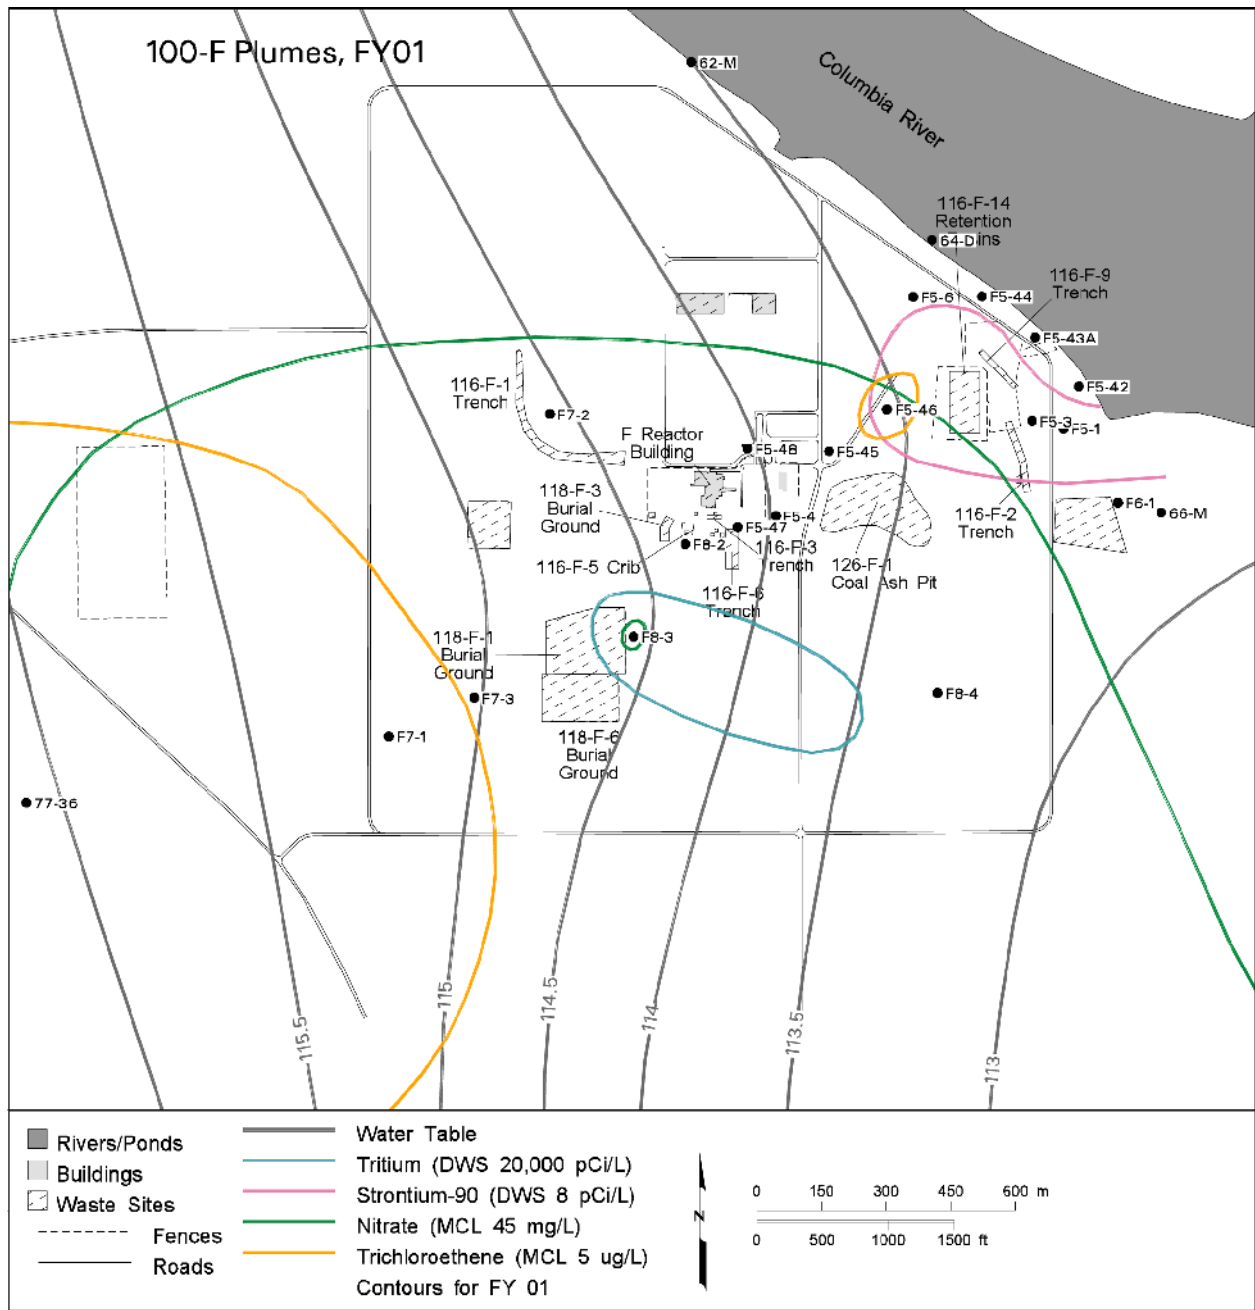 100-F Plumes, FY01
62-M
Columbia River
116-F-14
Retention
ins
64-D
116-F-9
Trench
F5-6
F5-44
F5-43A
F5-42
116-F-1
Trench
F7-2
F5-46
F5-3
F5-1
F Reactor
Building
F5-48
F5-45
118-F-3
Burial
Ground
F5-4
F5-47
F8-2
116-F-3
rench
116-F-2
Trench
F6-1
66-M
116-F-5 Crib
126-F-1
Coal Ash Pit
116-F-6
Trench
118-F-1
Burial
Ground
F8-3
F7-3
F8-4
F7-1
118-F-6
Burial
Ground
77-36
115.5
115
114.5
114
113.5
113
Rivers/Ponds
Buildings
Waste Sites
Fences
Roads
Water Table
Tritium (DWS 20,000 pCi/L)
Strontium-90 (DWS 8 pCi/L)
Nitrate (MCL 45 mg/L)
Trichloroethene (MCL 5 ug/L)
Contours for FY 01
N
0 150 300 450 600 m
0 500 1000 1500 ft